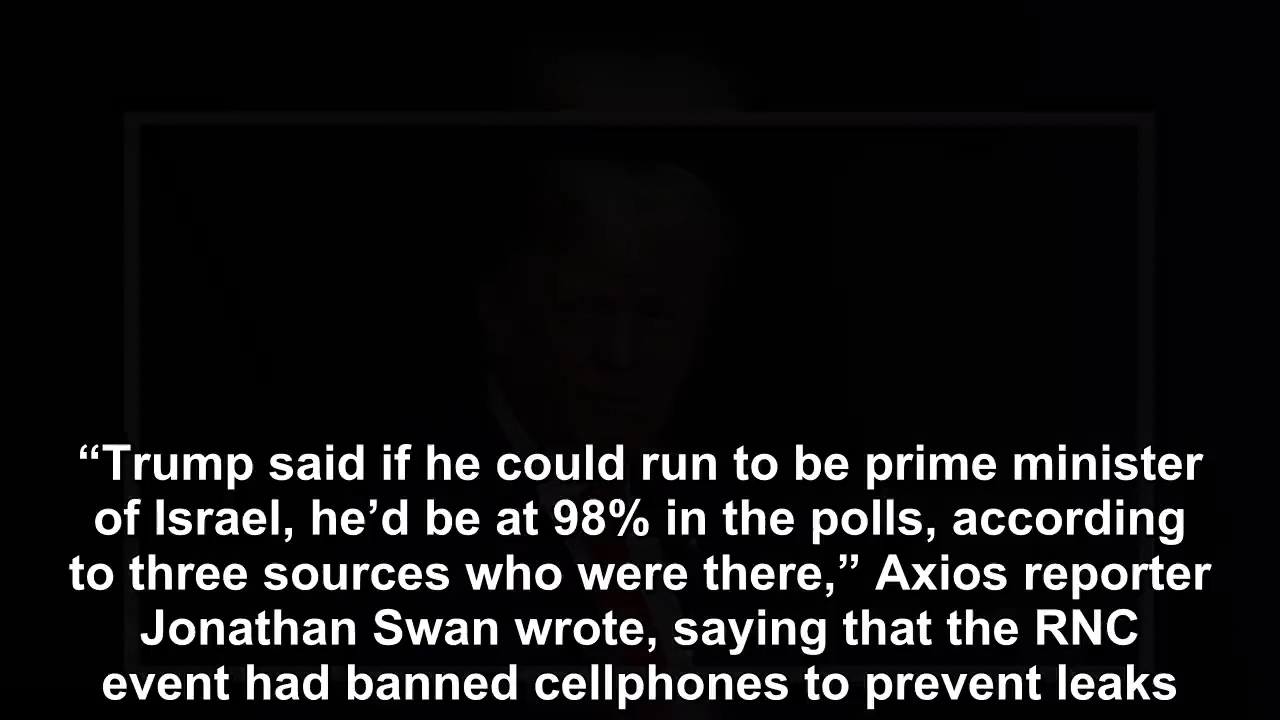 “Trump said if he could run to be prime minister
of Israel, he’d be at 98% in the polls, according
to three sources who were there,” Axios reporter
Jonathan Swan wrote, saying that the RNC
event had banned cellphones to prevent leaks